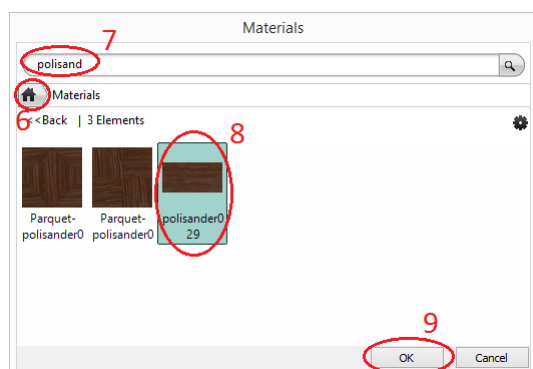 Materials
7
polisand
Materials
6
<<Back | 3 Elements
8
Parquet-
polisander0
Parquet-
polisander0
polisander0
29
9
OK
Cancel